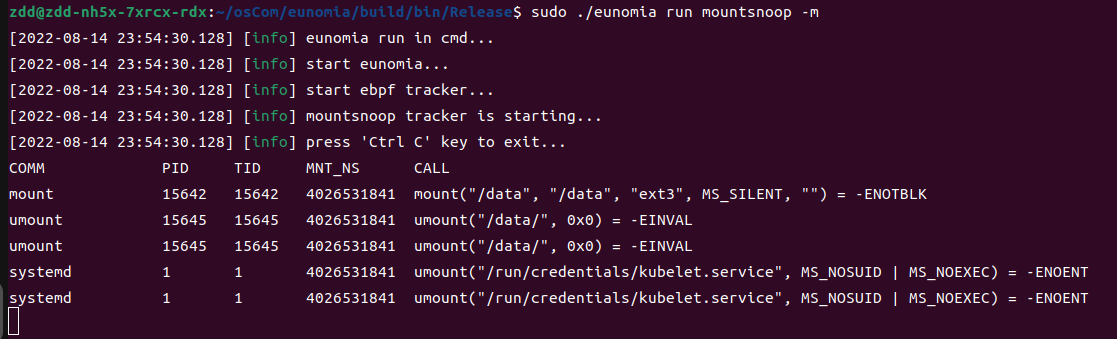 zdd@zdd-nh5x-7xrcx-rdx:~/osCom/eunomia/build/bin/Release$ sudo ./eunomia run mountsnoop -m
[2022-08-14 23:54:30.128] [info] eunomia run in cmd...
[2022-08-14 23:54:30.128] [info] start eunomia...
[2022-08-14 23:54:30.128] [info] start ebpf tracker...
[2022-08-14 23:54:30.128] [info] mountsnoop tracker is starting...
[2022-08-14 23:54:30.128] [info] press 'Ctrl C' key to exit...
COMM PID TID MNT_NS CALL
mount 15642 15642 4026531841 mount("/data", "/data", "ext3", MS_SILENT, "") = -ENOTBLK
umount 15645 15645 4026531841 umount("/data/", 0x0) = -EINVAL
umount 15645 15645 4026531841 umount("/data/", 0x0) = -EINVAL
systemd 1 1 4026531841 umount("/run/credentials/kubelet.service", MS_NOSUID | MS_NOEXEC) = -ENOENT
systemd 1 1 4026531841 umount("/run/credentials/kubelet.service", MS_NOSUID | MS_NOEXEC) = -ENOENT